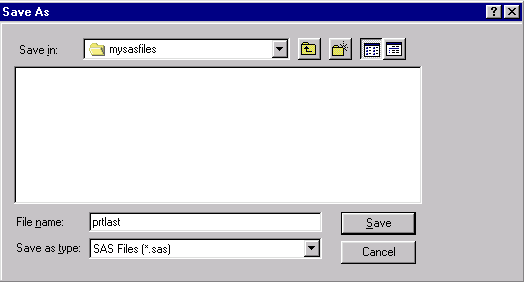 Save As
Save in: mysasfiles
File name: prtlast Save
Save as type: SAS Files (*.sas) Cancel